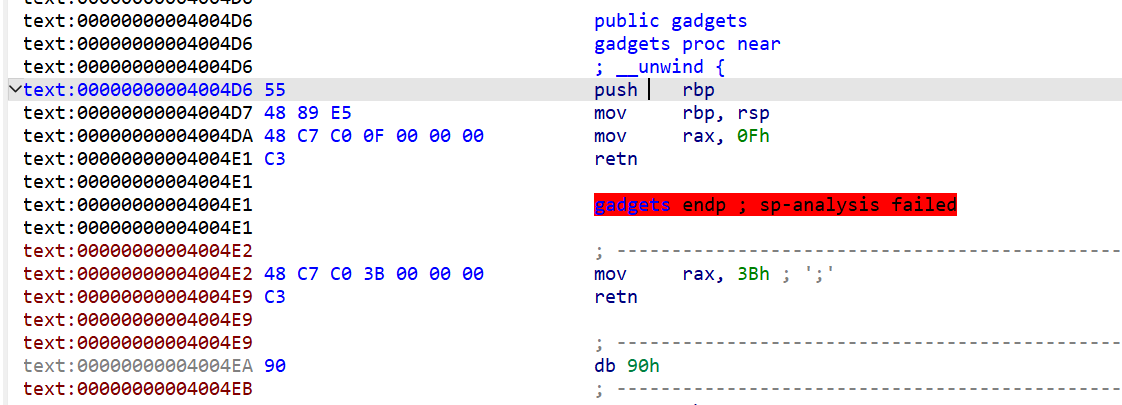 text:00000000004004D6 public gadgets
text:00000000004004D6 gadgets proc near
text:00000000004004D6 ; __unwind {
text:00000000004004D6 55 push rbp
text:00000000004004D7 48 89 E5 mov rbp, rsp
text:00000000004004DA 48 C7 C0 0F 00 00 00 mov rax, 0Fh
text:00000000004004E1 C3 retn
text:00000000004004E1
text:00000000004004E1 gadgets endp ; sp-analysis failed
text:00000000004004E1
text:00000000004004E2 ; ----------------------------------------------
text:00000000004004E2 48 C7 C0 3B 00 00 00 mov rax, 3Bh ; ';'
text:00000000004004E9 C3 retn
text:00000000004004E9
text:00000000004004E9 ; ----------------------------------------------
text:00000000004004EA 90 db 90h
text:00000000004004EB ; ----------------------------------------------